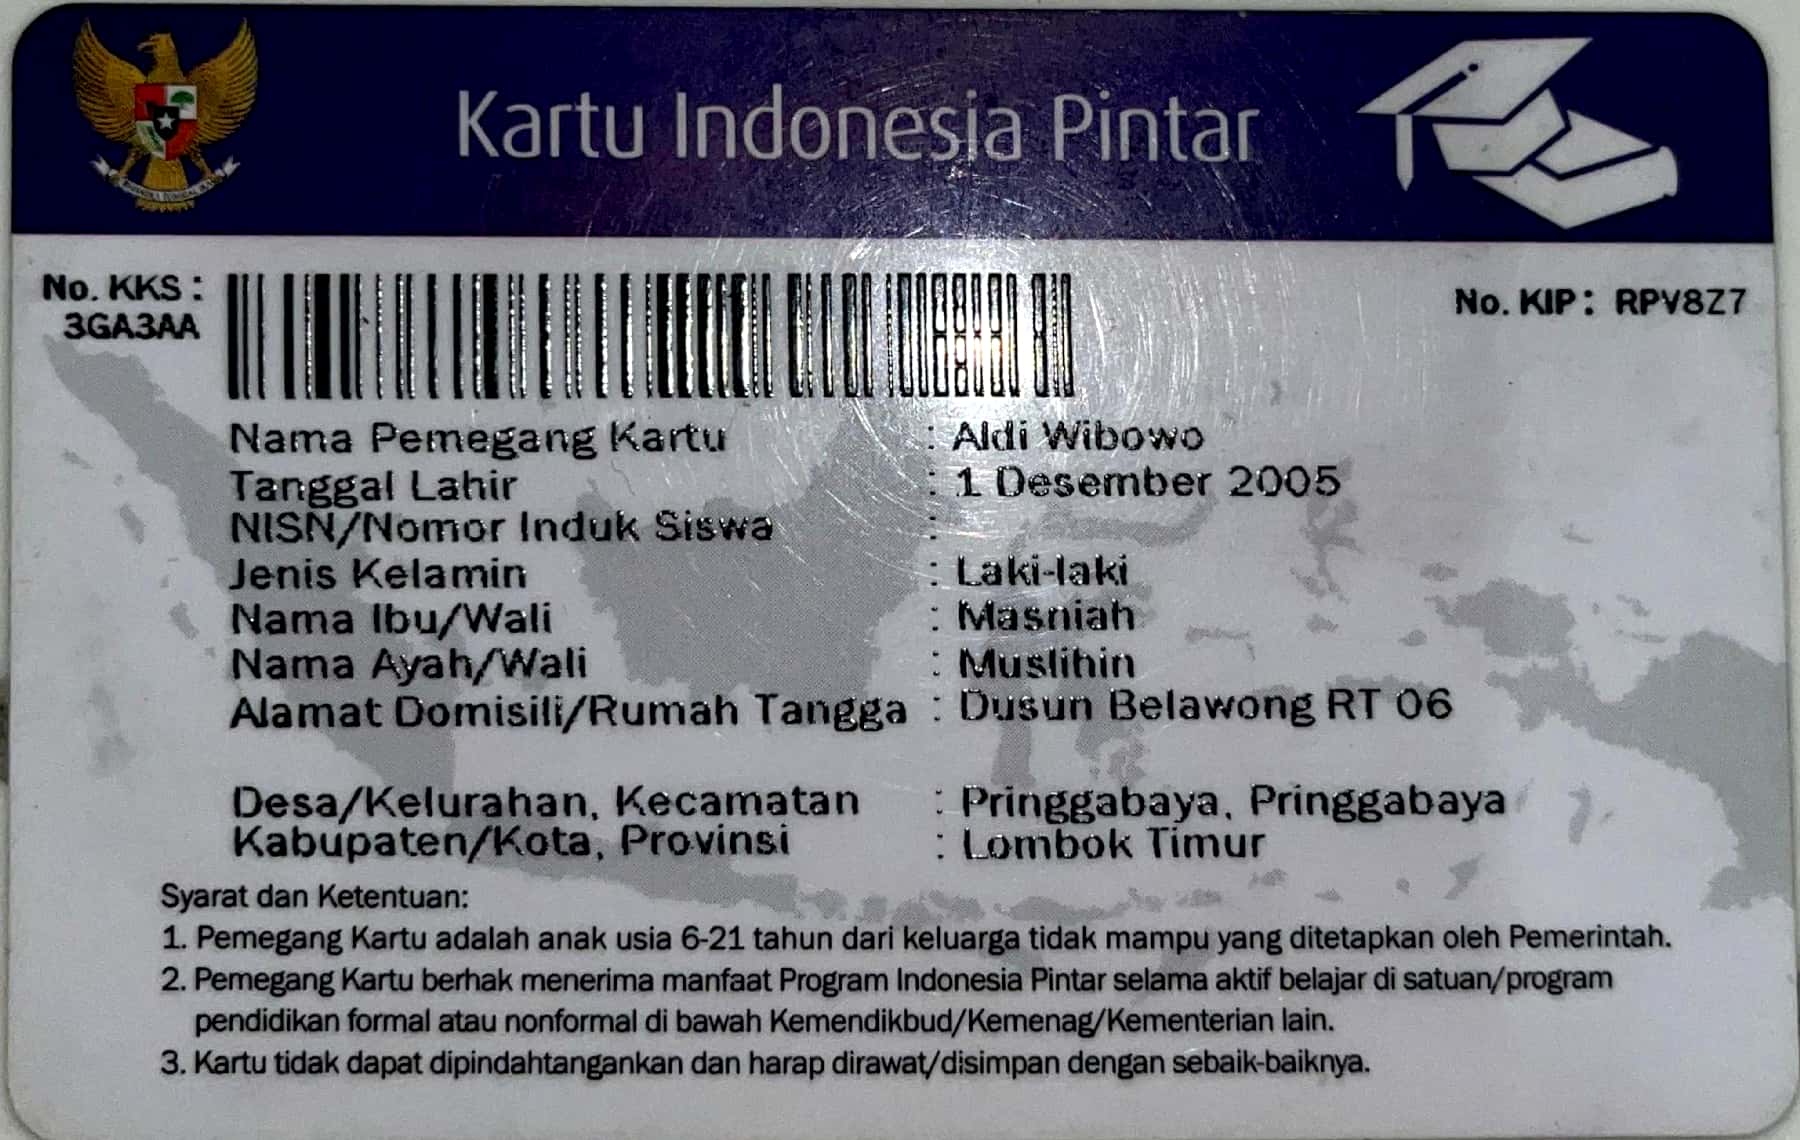 Kartu Indonesia Pintar
No. KKS :
3GA3AA
No. KIP : RPV8Z7
Nama Pemegang Kartu : Aldi Wibowo
Tanggal Lahir : 1 Desember 2005
NISN/Nomor Induk Siswa :
Jenis Kelamin : Laki-laki
Nama Ibu/Wali : Masniah
Nama Ayah/Wali : Muslihin
Alamat Domisili/Rumah Tangga : Dusun Belawong RT 06
Desa/Kelurahan, Kecamatan : Pringgabaya, Pringgabaya
Kabupaten/Kota, Provinsi : Lombok Timur
Syarat dan Ketentuan:
1. Pemegang Kartu adalah anak usia 6-21 tahun dari keluarga tidak mampu yang ditetapkan oleh Pemerintah.
2. Pemegang Kartu berhak menerima manfaat Program Indonesia Pintar selama aktif belajar di satuan/program
pendidikan formal atau nonformal di bawah Kemendikbud/Kemenag/Kementerian lain.
3. Kartu tidak dapat dipindahtangankan dan harap dirawat/disimpan dengan sebaik-baiknya.